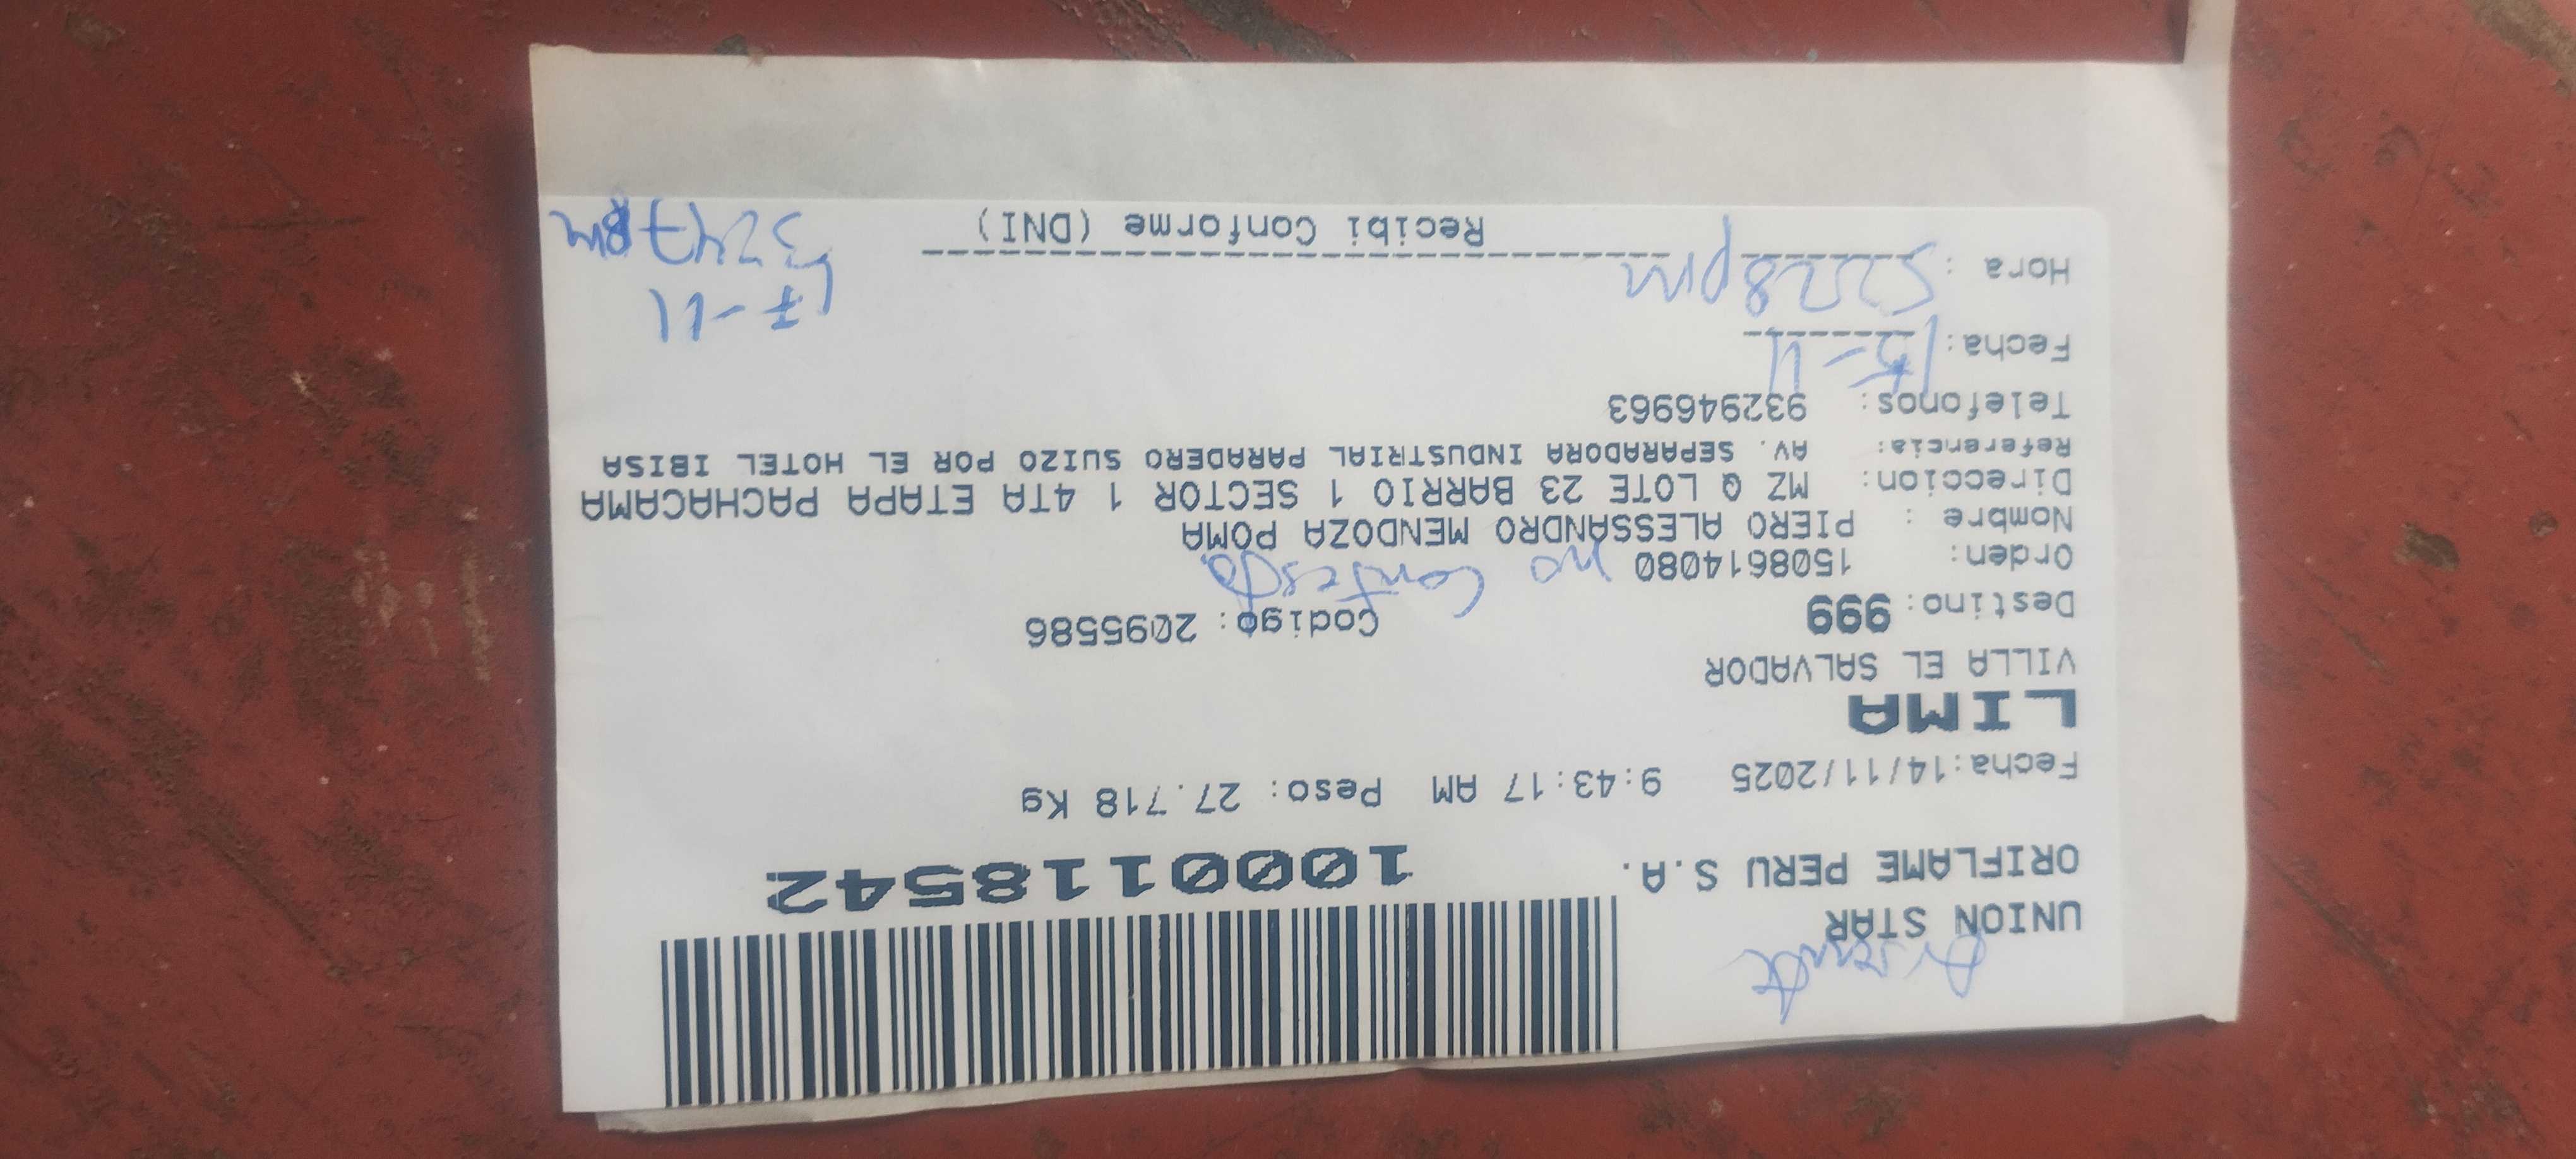 Ausente
UNION STAR
ORIFLAME PERU S.A.
1000118542
Fecha:14/11/2025 9:43:17 AM Peso: 27.718 Kg
LIMA
VILLA EL SALVADOR
Destino: 999 Codigo: 2095586
no contesto.
Orden: 1508614080
Nombre : PIERO ALESSANDRO MENDOZA POMA
Direccion: MZ Q LOTE 23 BARRIO 1 SECTOR 1 4TA ETAPA PACHACAMA
Referencia: AV. SEPARADORA INDUSTRIAL PARADERO SUIZO POR EL HOTEL IBISA
Telefonos: 932946963
Fecha: 15-11
17-11
Hora : 5:28pm
Recibi Conforme (DNI)